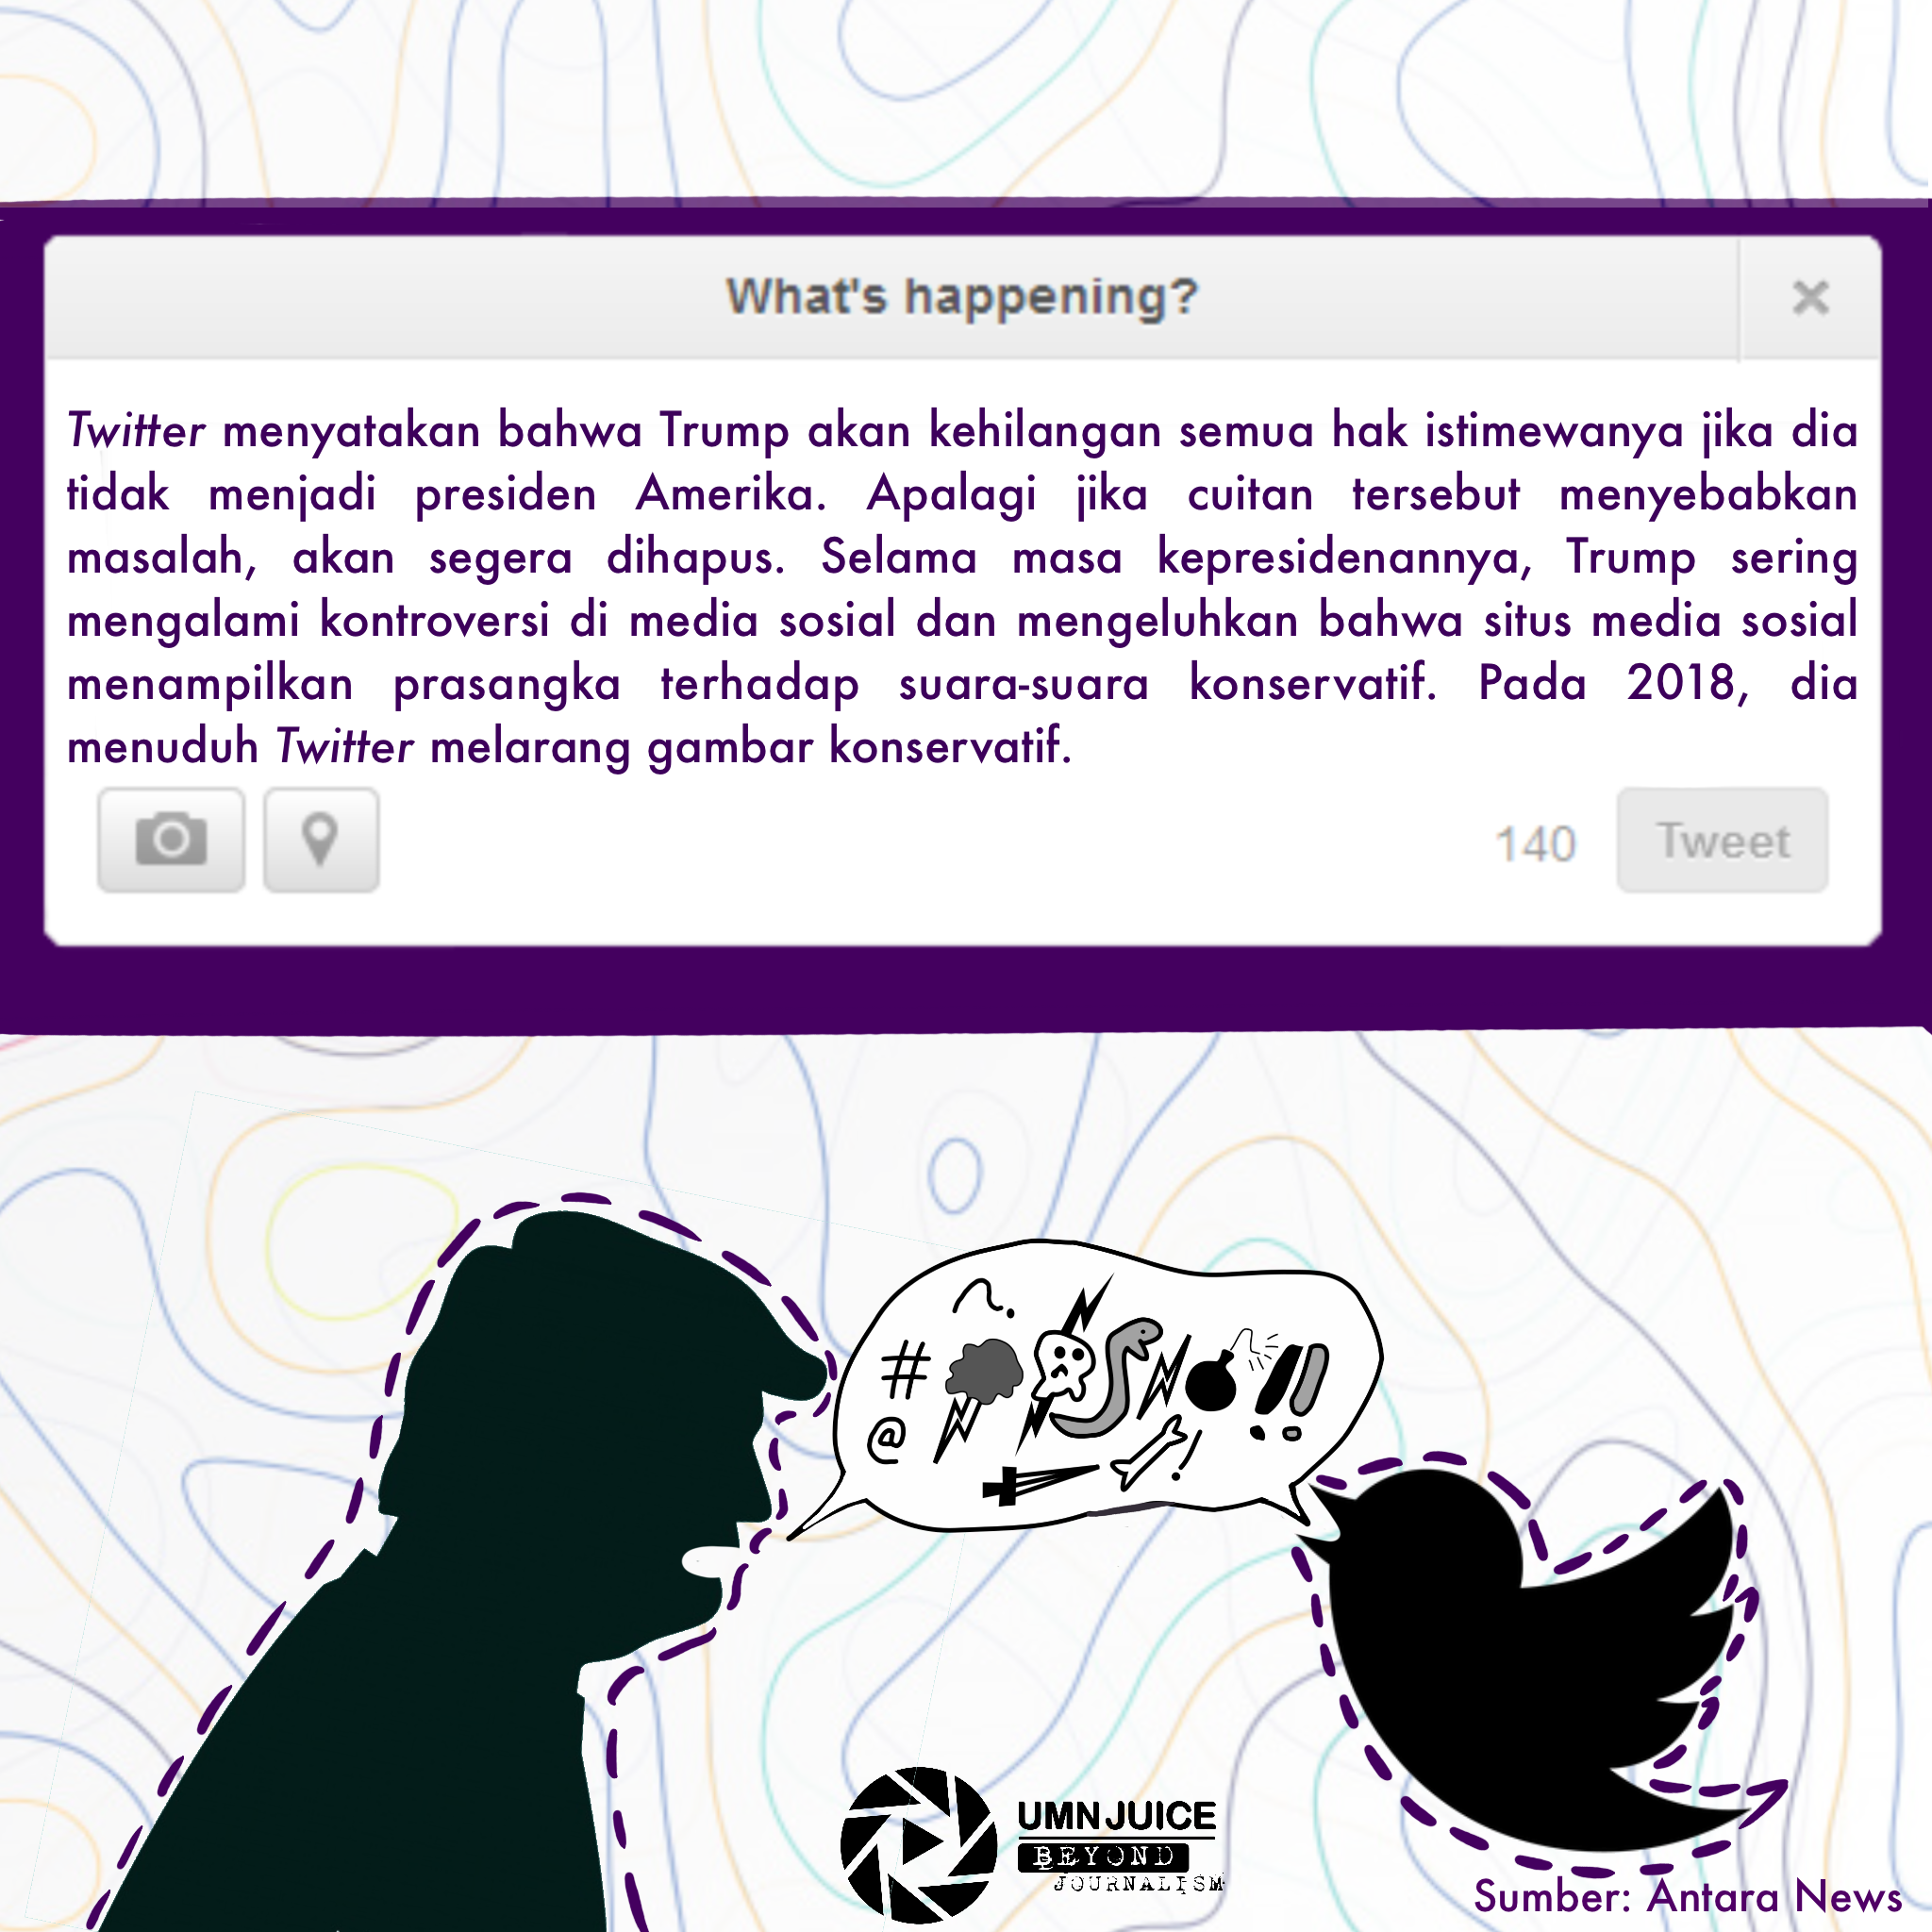 What's happening?
Twitter menyatakan bahwa Trump akan kehilangan semua hak istimewanya jika dia
tidak menjadi presiden Amerika. Apalagi jika cuitan tersebut menyebabkan
masalah, akan segera dihapus. Selama masa kepresidenannya, Trump sering
mengalami kontroversi di media sosial dan mengeluhkan bahwa situs media sosial
menampilkan prasangka terhadap suara-suara konservatif. Pada 2018, dia
menuduh Twitter melarang gambar konservatif.
140 Tweet
#
@
UMN JUICE
BEYOND
JOURNALISM
Sumber: Antara News